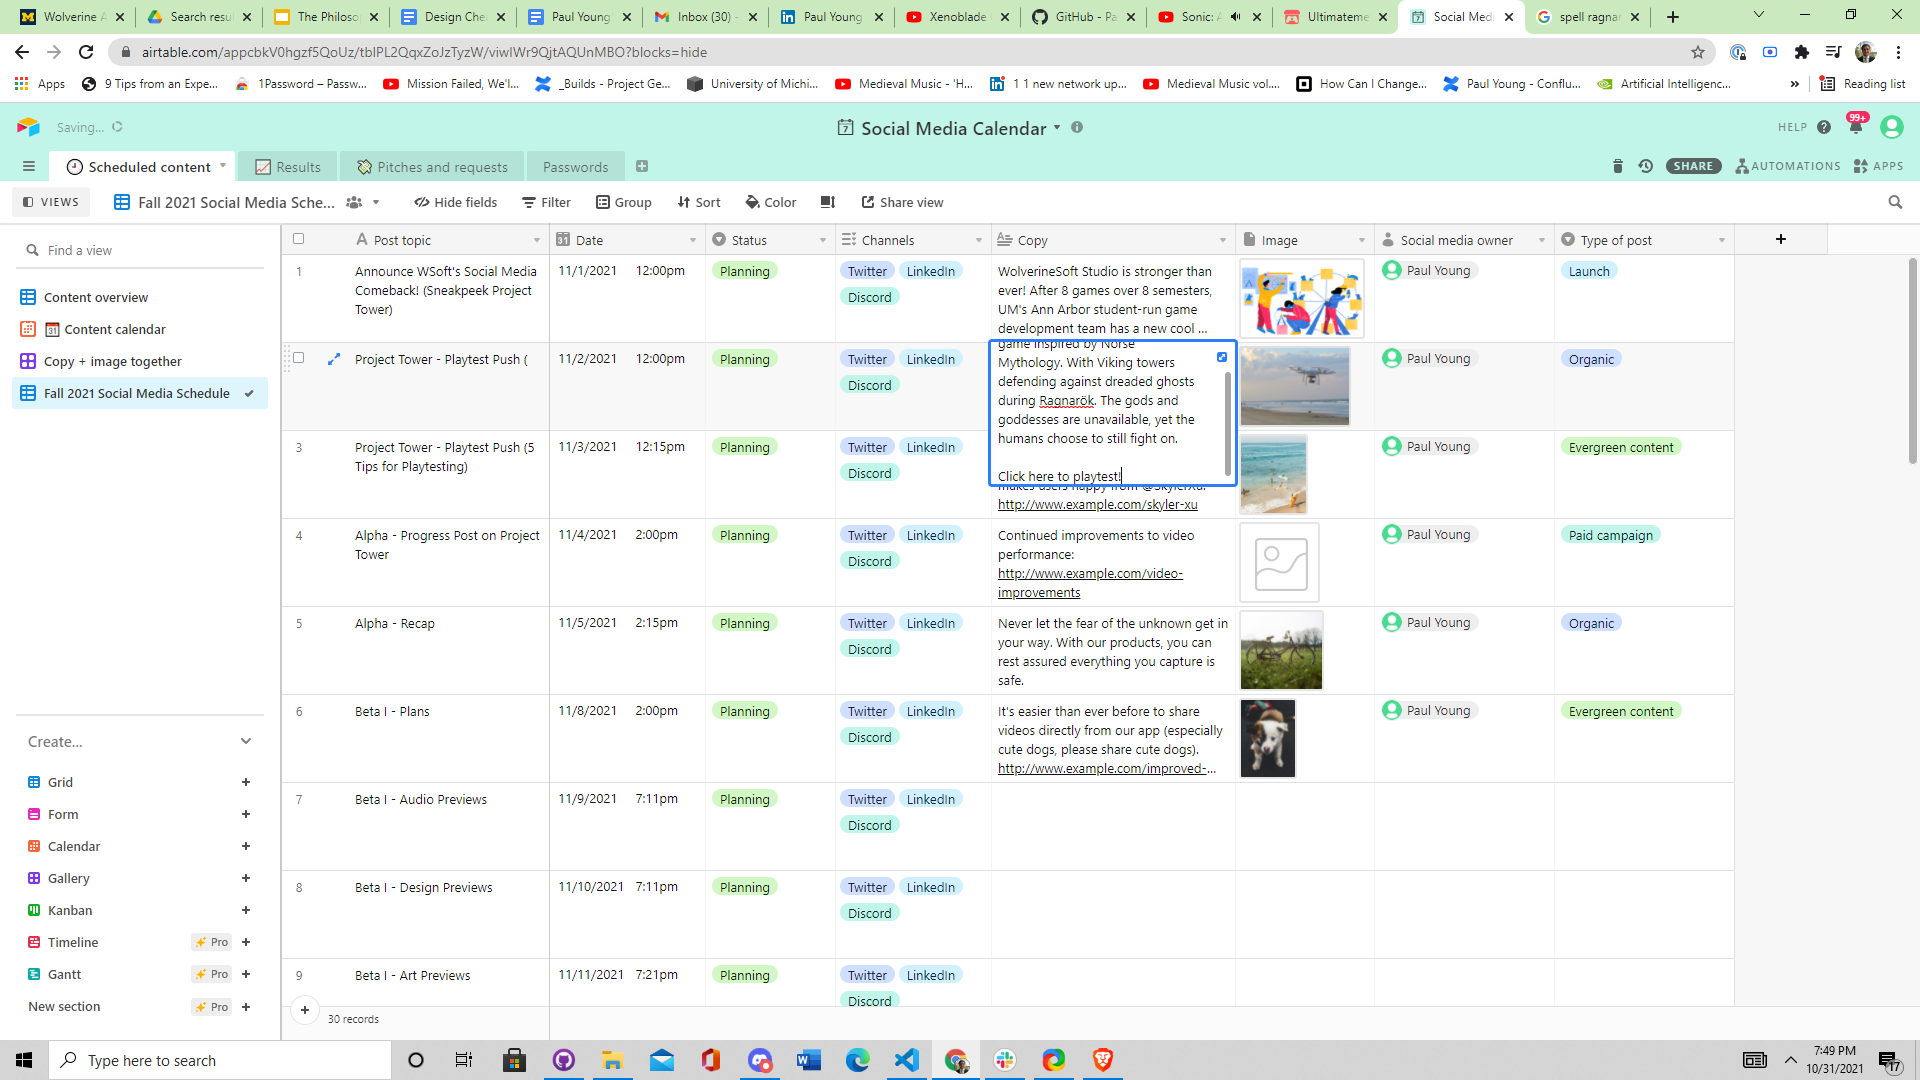 Wolverine A
Search resu
The Philoso
Design Che
Paul Young
Inbox (30) -
Paul Young
Xenoblade
GitHub - Pa
Sonic: A
Ultimateme
Social Medi
spell ragna
airtable.com/appcbkV0hgzf5QoUz/tblPL2QqxZoJzTyzW/viwIWr9QjtAQUnMBO?blocks=hide
Apps
9 Tips from an Expe...
1Password – Passw...
Mission Failed, We'l...
_Builds - Project Ge...
University of Michi...
Medieval Music - 'H...
1 1 new network up...
Medieval Music vol....
How Can I Change...
Paul Young - Conflu...
Artificial Intelligenc...
»
Reading list
Saving...
Social Media Calendar
HELP
99+
Scheduled content
Results
Pitches and requests
Passwords
SHARE
AUTOMATIONS
APPS
VIEWS
Fall 2021 Social Media Sche...
Hide fields
Filter
Group
Sort
Color
Share view
Find a view
Content overview
Content calendar
Copy + image together
Fall 2021 Social Media Schedule
Create...
Grid
Form
Calendar
Gallery
Kanban
Timeline Pro
Gantt Pro
New section Pro
Post topic
Date
Status
Channels
Copy
Image
Social media owner
Type of post
1
Announce WSoft's Social Media
Comeback! (Sneakpeek Project
Tower)
11/1/2021 12:00pm
Planning
Twitter LinkedIn
Discord
WolverineSoft Studio is stronger than
ever! After 8 games over 8 semesters,
UM's Ann Arbor student-run game
development team has a new cool ...
Paul Young
Launch
Project Tower - Playtest Push (
11/2/2021 12:00pm
Planning
Twitter LinkedIn
Discord
game inspired by Norse
Mythology. With Viking towers
defending against dreaded ghosts
during Ragnarök. The gods and
goddesses are unavailable, yet the
humans choose to still fight on.
Click here to playtest!
Paul Young
Organic
3
Project Tower - Playtest Push (5
Tips for Playtesting)
11/3/2021 12:15pm
Planning
Twitter LinkedIn
Discord
makes users happy from @SkylerXu.
http://www.example.com/skyler-xu
Paul Young
Evergreen content
4
Alpha - Progress Post on Project
Tower
11/4/2021 2:00pm
Planning
Twitter LinkedIn
Discord
Continued improvements to video
performance:
http://www.example.com/video-
improvements
Paul Young
Paid campaign
5
Alpha - Recap
11/5/2021 2:15pm
Planning
Twitter LinkedIn
Discord
Never let the fear of the unknown get in
your way. With our products, you can
rest assured everything you capture is
safe.
Paul Young
Organic
6
Beta I - Plans
11/8/2021 2:00pm
Planning
Twitter LinkedIn
Discord
It's easier than ever before to share
videos directly from our app (especially
cute dogs, please share cute dogs).
http://www.example.com/improved-...
Paul Young
Evergreen content
7
Beta I - Audio Previews
11/9/2021 7:11pm
Planning
Twitter LinkedIn
Discord
8
Beta I - Design Previews
11/10/2021 7:11pm
Planning
Twitter LinkedIn
Discord
9
Beta I - Art Previews
11/11/2021 7:21pm
Planning
Twitter LinkedIn
Discord
30 records
Type here to search
7:49 PM
10/31/2021
17